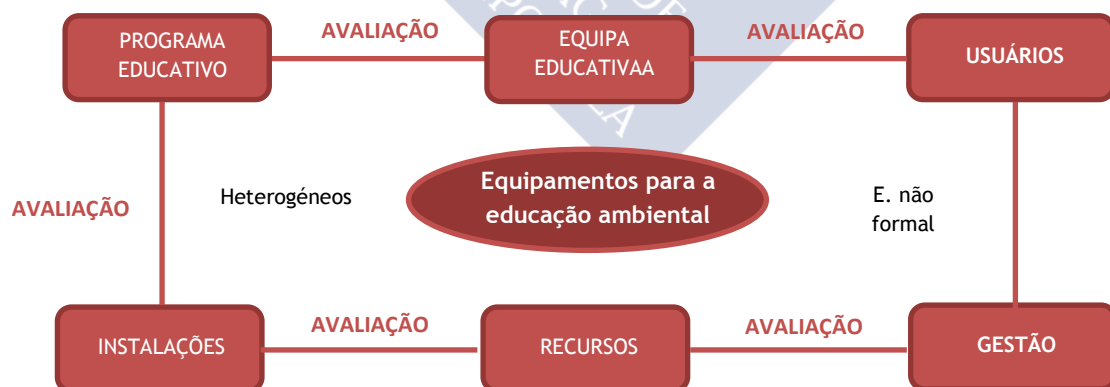 PROGRAMA
EDUCATIVO
AVALIAÇÃO
EQUIPA
EDUCATIVAA
AVALIAÇÃO
USUÁRIOS
AVALIAÇÃO
Heterogéneos
Equipamentos para a
educação ambiental
E. não
formal
INSTALAÇÕES
AVALIAÇÃO
RECURSOS
AVALIAÇÃO
GESTÃO